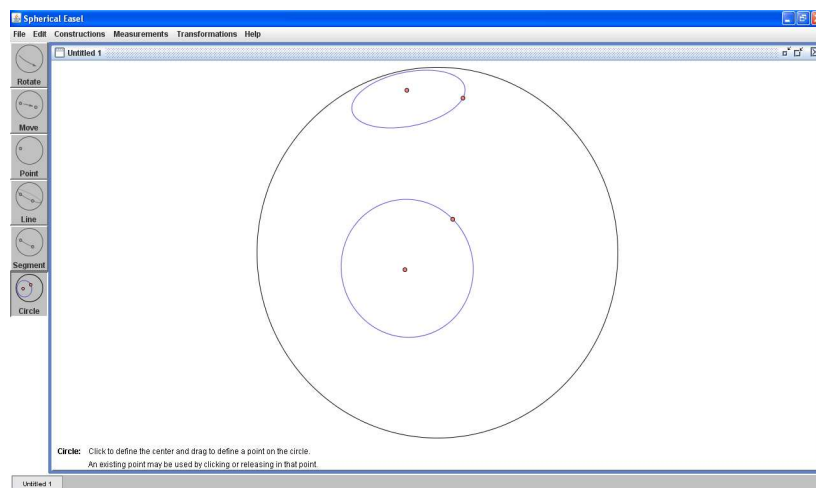 Spherical Easel
File Edit Constructions Measurements Transformations Help
Untitled 1
Rotate
Move
Point
Line
Segment
Circle
Circle: Click to define the center and drag to define a point on the circle.
An existing point may be used by clicking or releasing in that point.
Untitled 1